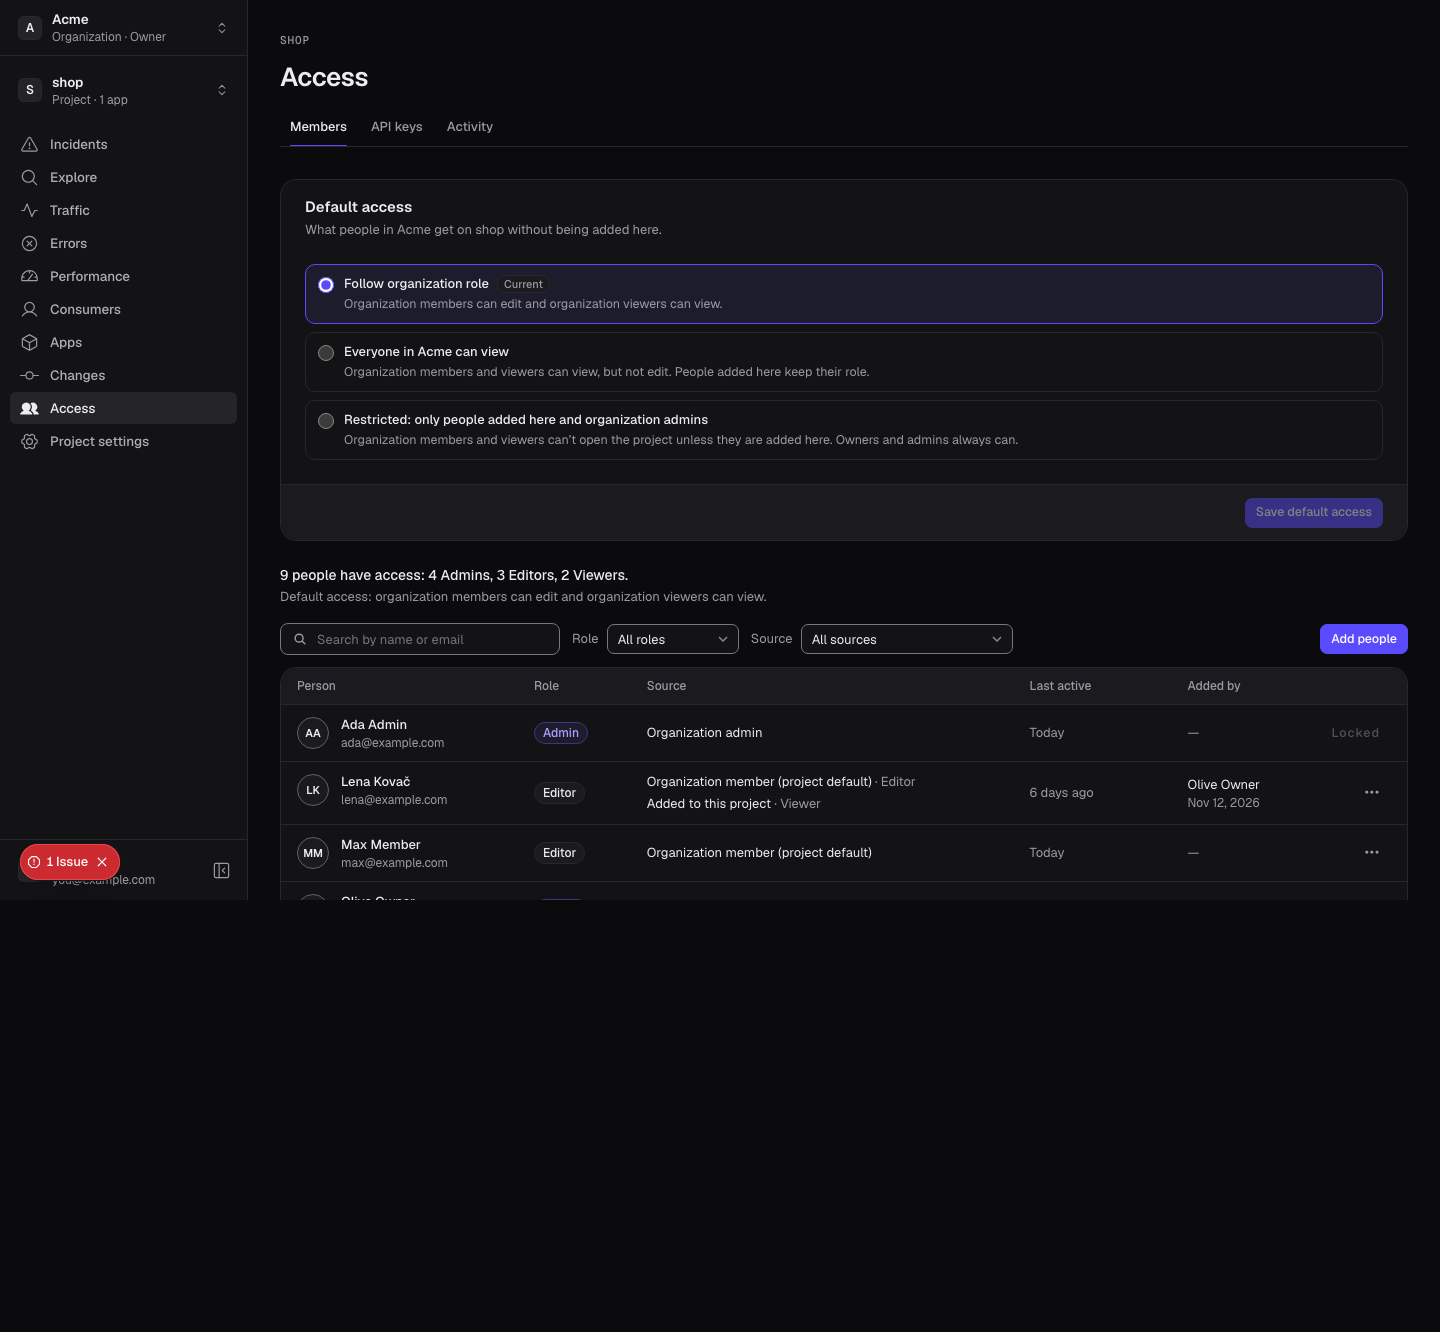 A
Acme
Organization · Owner
S
shop
Project · 1 app
Incidents
Explore
Traffic
Errors
Performance
Consumers
Apps
Changes
Access
Project settings
1 Issue
you@example.com
SHOP
Access
Members API keys Activity
Default access
What people in Acme get on shop without being added here.
Follow organization role Current
Organization members can edit and organization viewers can view.
Everyone in Acme can view
Organization members and viewers can view, but not edit. People added here keep their role.
Restricted: only people added here and organization admins
Organization members and viewers can't open the project unless they are added here. Owners and admins always can.
Save default access
9 people have access: 4 Admins, 3 Editors, 2 Viewers.
Default access: organization members can edit and organization viewers can view.
Search by name or email Role All roles Source All sources Add people
Person Role Source Last active Added by
AA Ada Admin ada@example.com Admin Organization admin Today — Locked
LK Lena Kovač lena@example.com Editor Organization member (project default) · Editor
Added to this project · Viewer 6 days ago Olive Owner Nov 12, 2026
MM Max Member max@example.com Editor Organization member (project default) Today —
Olive Owner